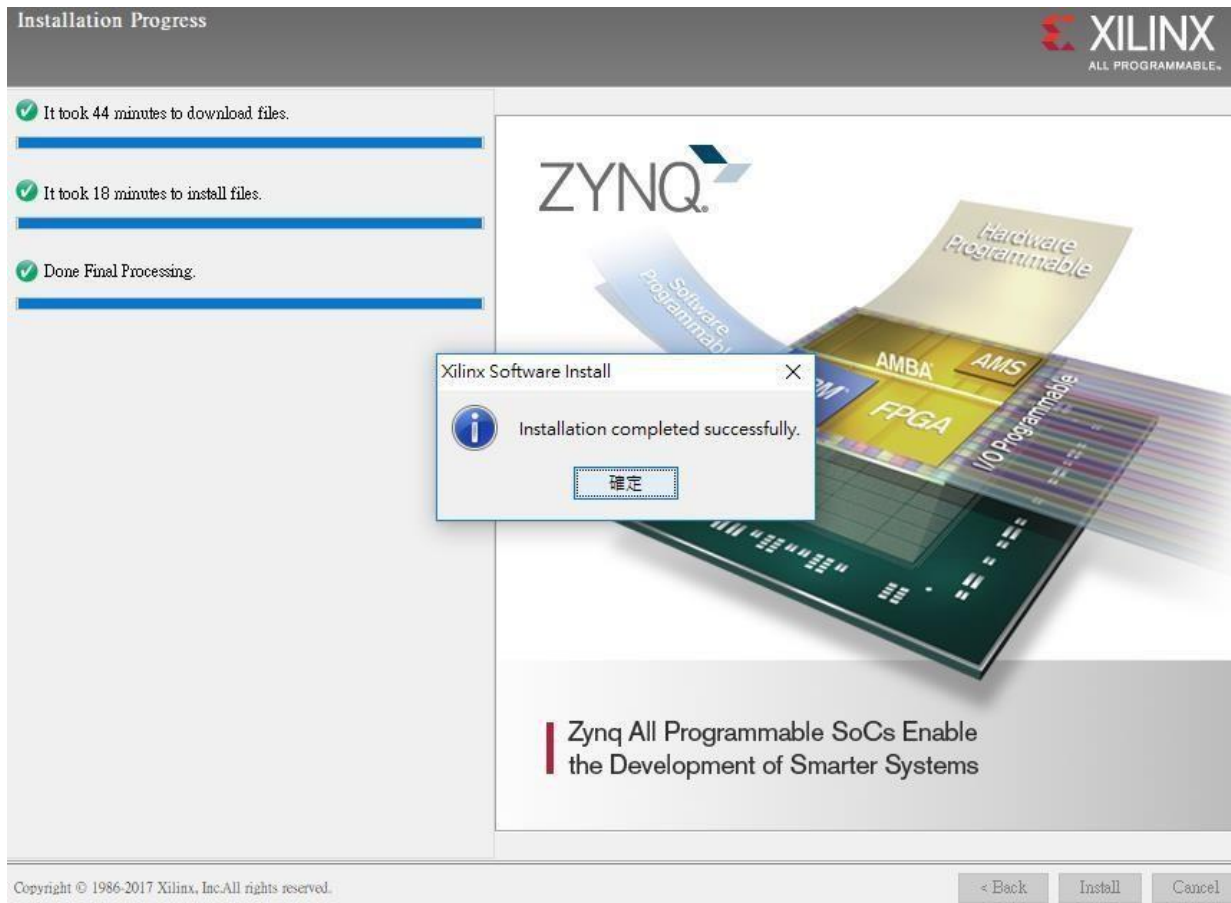 Installation Progress
XILINX
ALL PROGRAMMABLE™
It took 44 minutes to download files.
It took 18 minutes to install files.
Done Final Processing.
ZYNQ
Hardware
Programmable
Software
AMBA
AMS
FPGA
I/O Programmable
Xilinx Software Install
Installation completed successfully.
確定
Zynq All Programmable SoCs Enable
the Development of Smarter Systems
Copyright © 1986-2017 Xilinx, Inc.All rights reserved.
< Back
Install
Cancel